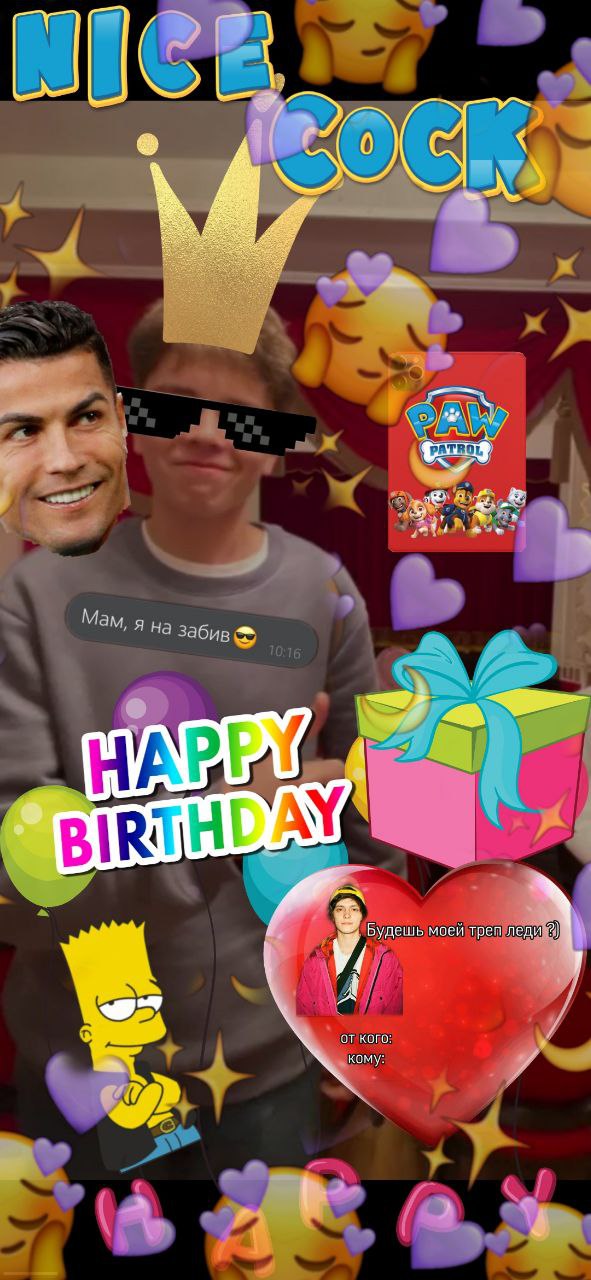 NICE
COCK
PAW
PATROL
Мам, я на забив😎
10:16
HAPPY
BIRTHDAY
Будешь моей треп леди ?)
от кого:
кому:
HAPPY